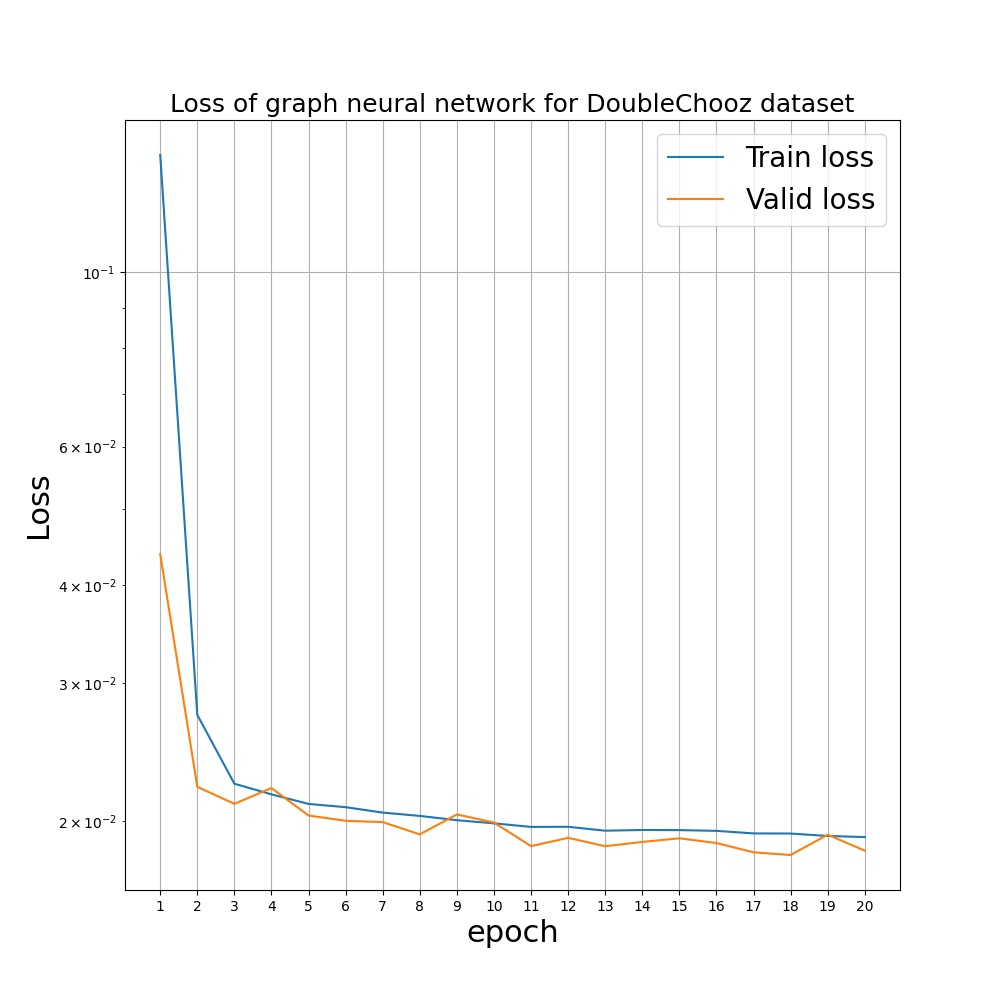 Loss of graph neural network for DoubleChooz dataset
Train loss
Valid loss
10⁻¹
6 × 10⁻²
4 × 10⁻²
3 × 10⁻²
2 × 10⁻²
Loss
1 2 3 4 5 6 7 8 9 10 11 12 13 14 15 16 17 18 19 20
epoch